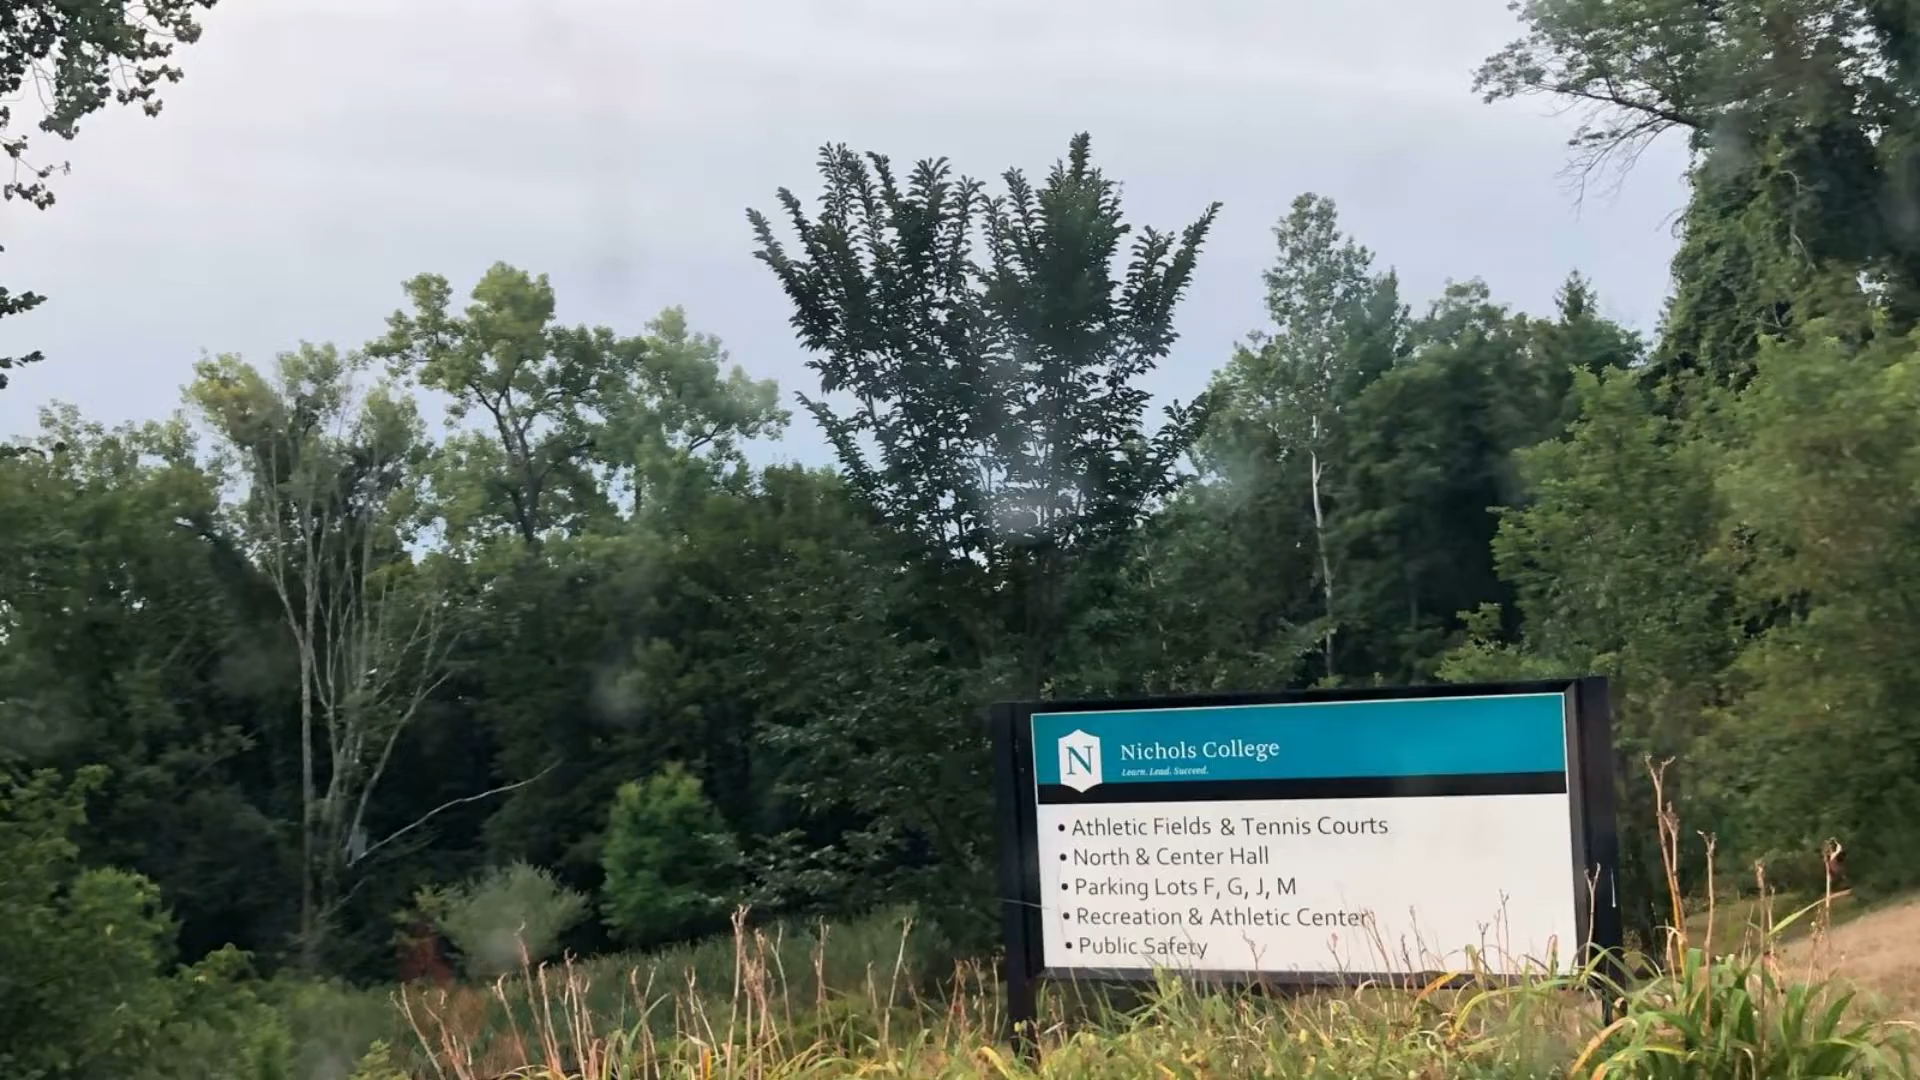 N
Nichols College
Learn. Lead. Succeed.
• Athletic Fields & Tennis Courts
• North & Center Hall
• Parking Lots F, G, J, M
• Recreation & Athletic Center
• Public Safety